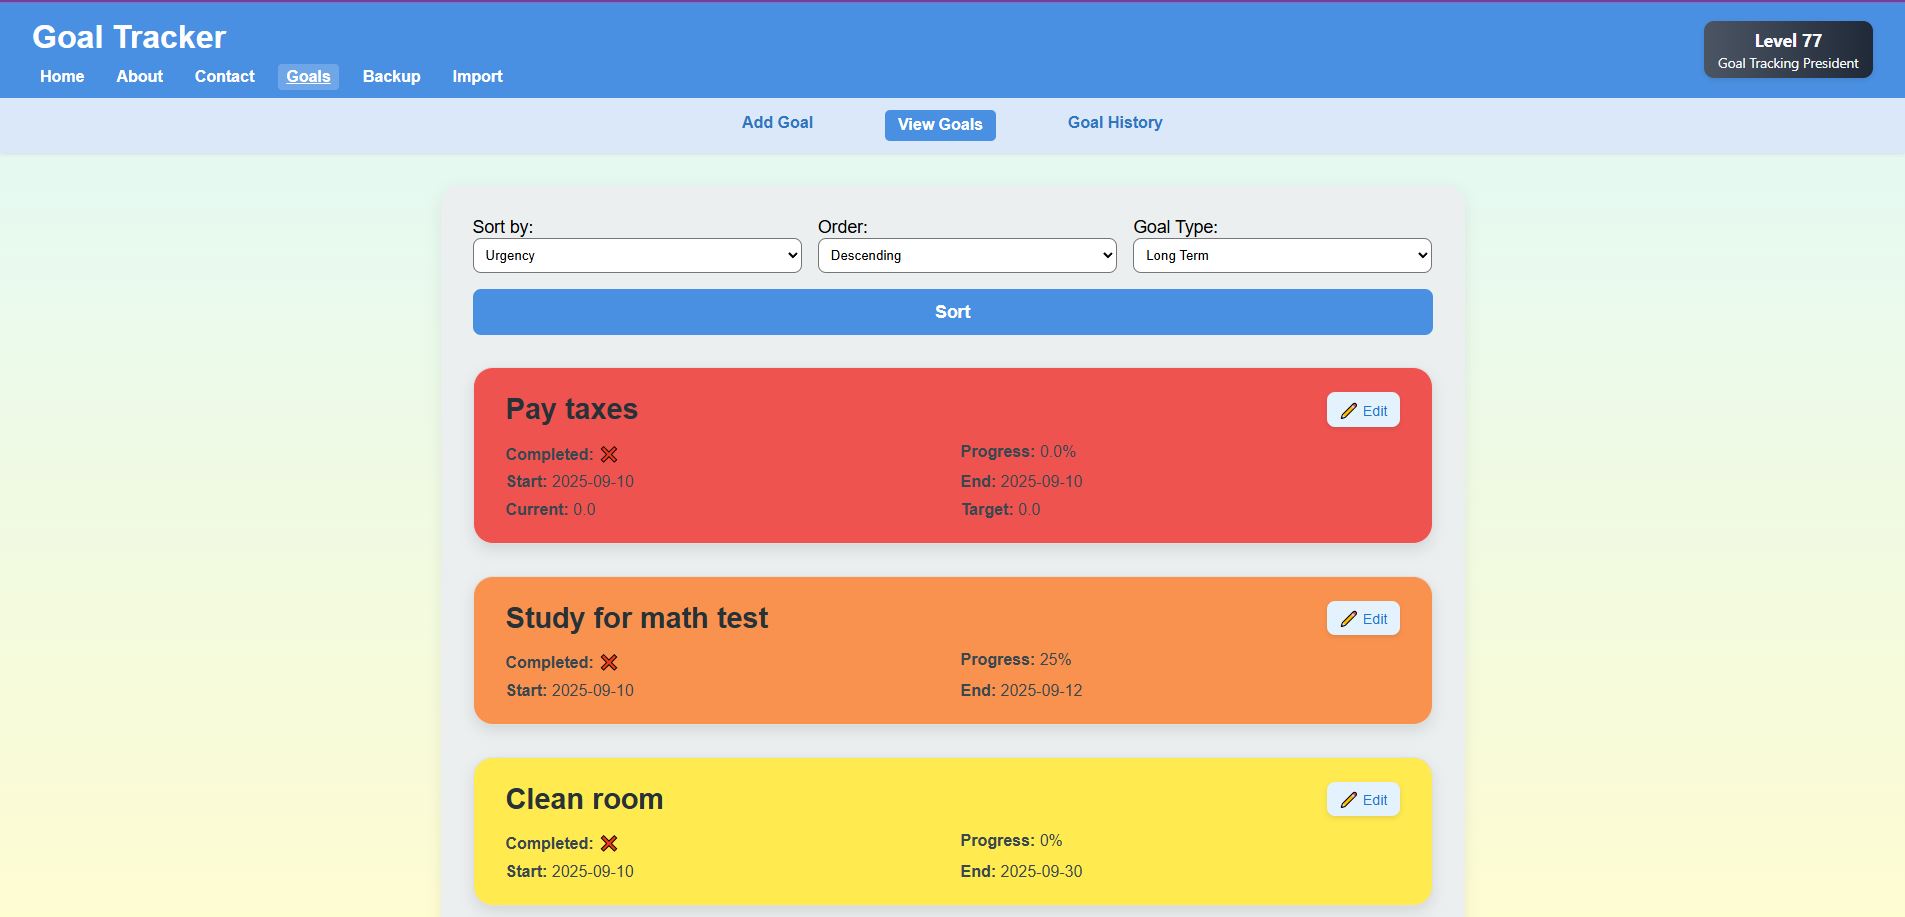 Goal Tracker
Home About Contact Goals Backup Import
Level 77
Goal Tracking President
Add Goal View Goals Goal History
Sort by: Order: Goal Type:
Urgency Descending Long Term
Sort
Pay taxes
Edit
Completed: Progress: 0.0%
Start: 2025-09-10 End: 2025-09-10
Current: 0.0 Target: 0.0
Study for math test
Edit
Completed: Progress: 25%
Start: 2025-09-10 End: 2025-09-12
Clean room
Edit
Completed: Progress: 0%
Start: 2025-09-10 End: 2025-09-30